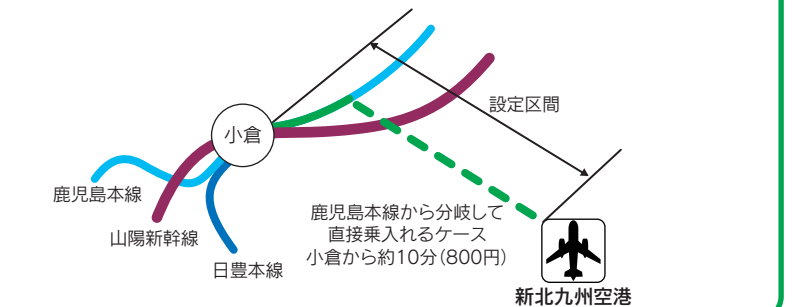 設定区間
小倉
鹿児島本線
山陽新幹線
日豊本線
鹿児島本線から分岐して
直接乗入れるケース
小倉から約10分(800円)
新北九州空港